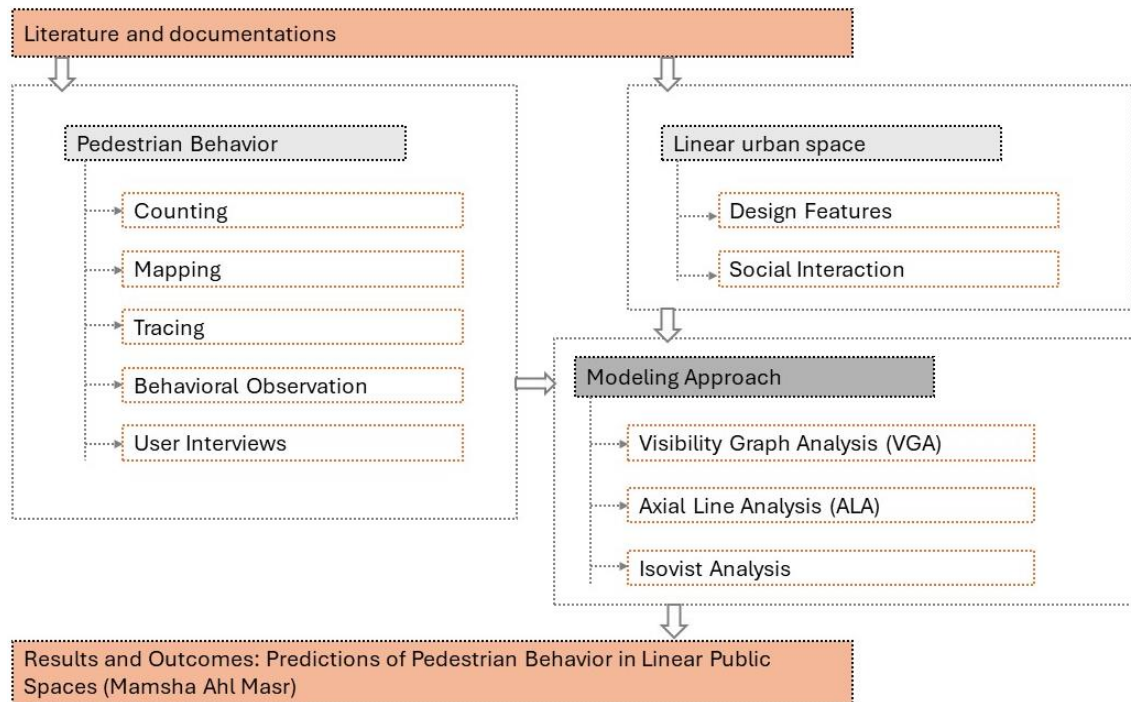 Literature and documentations
Pedestrian Behavior
Counting
Mapping
Tracing
Behavioral Observation
User Interviews
Linear urban space
Design Features
Social Interaction
Modeling Approach
Visibility Graph Analysis (VGA)
Axial Line Analysis (ALA)
Isovist Analysis
Results and Outcomes: Predictions of Pedestrian Behavior in Linear Public
Spaces (Mamsha Ahl Masr)